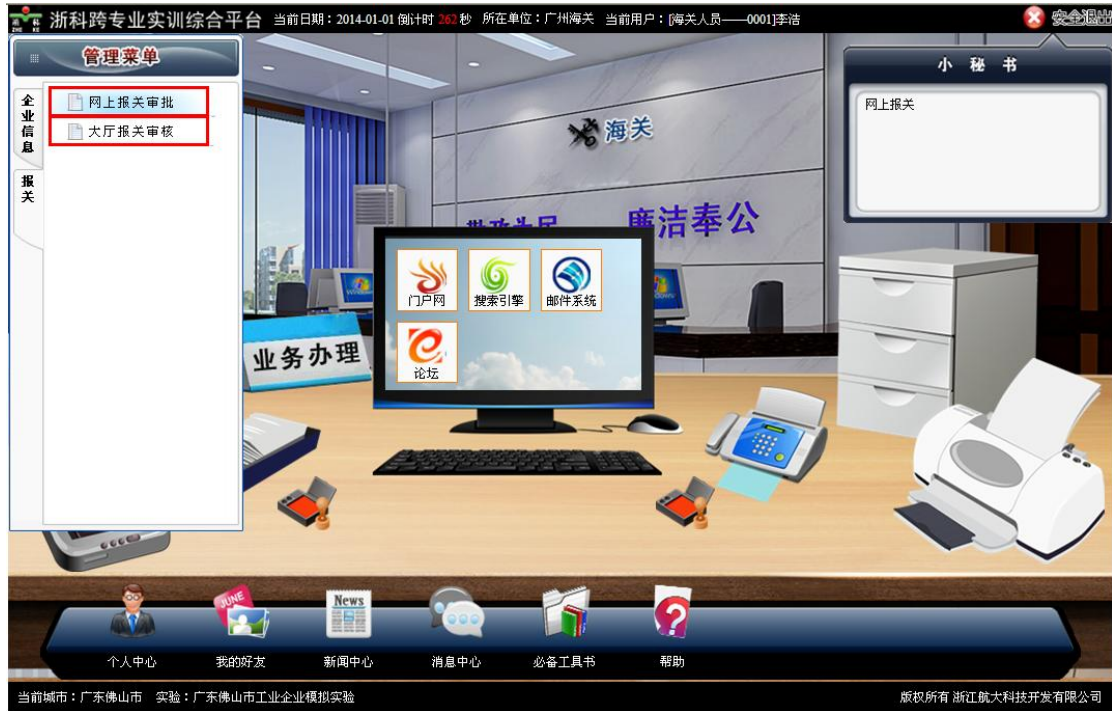 浙科跨专业实训综合平台 当前日期：2014-01-01 倒计时 262 秒 所在单位：广州海关 当前用户：[海关人员——0001]李洁
安全退出
ZHE KE
管理菜单
企业信息
报关
网上报关审批
大厅报关审核
海关
廉洁奉公
小秘书
网上报关
门户网
搜索引擎
邮件系统
论坛
业务办理
JUNE
News
个人中心
我的好友
新闻中心
消息中心
必备工具书
帮助
当前城市：广东佛山市 实验：广东佛山市工业企业模拟实验
版权所有 浙江航大科技开发有限公司